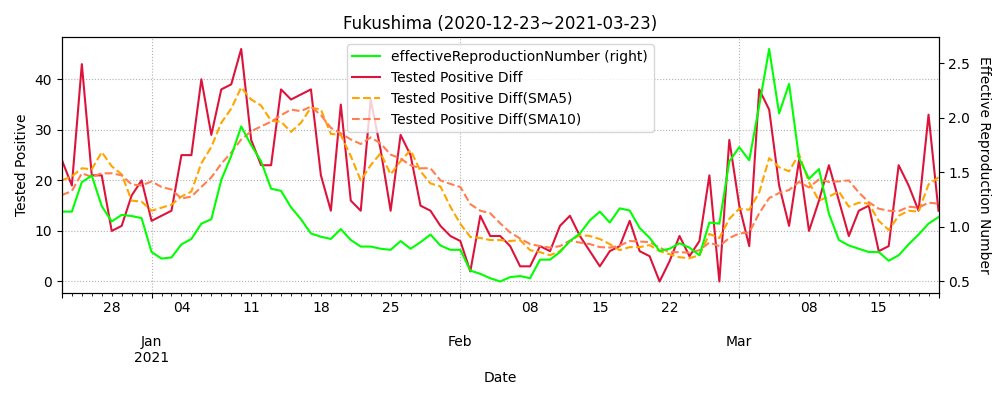 Fukushima (2020-12-23~2021-03-23)
effectiveReproductionNumber (right)
Tested Positive Diff
Tested Positive Diff(SMA5)
Tested Positive Diff(SMA10)
Tested Positive
40
30
20
10
0
Effective Reproduction Number
2.5
2.0
1.5
1.0
0.5
28 04 11 18 25 08 15 22 08 15
Jan Feb Mar
2021
Date